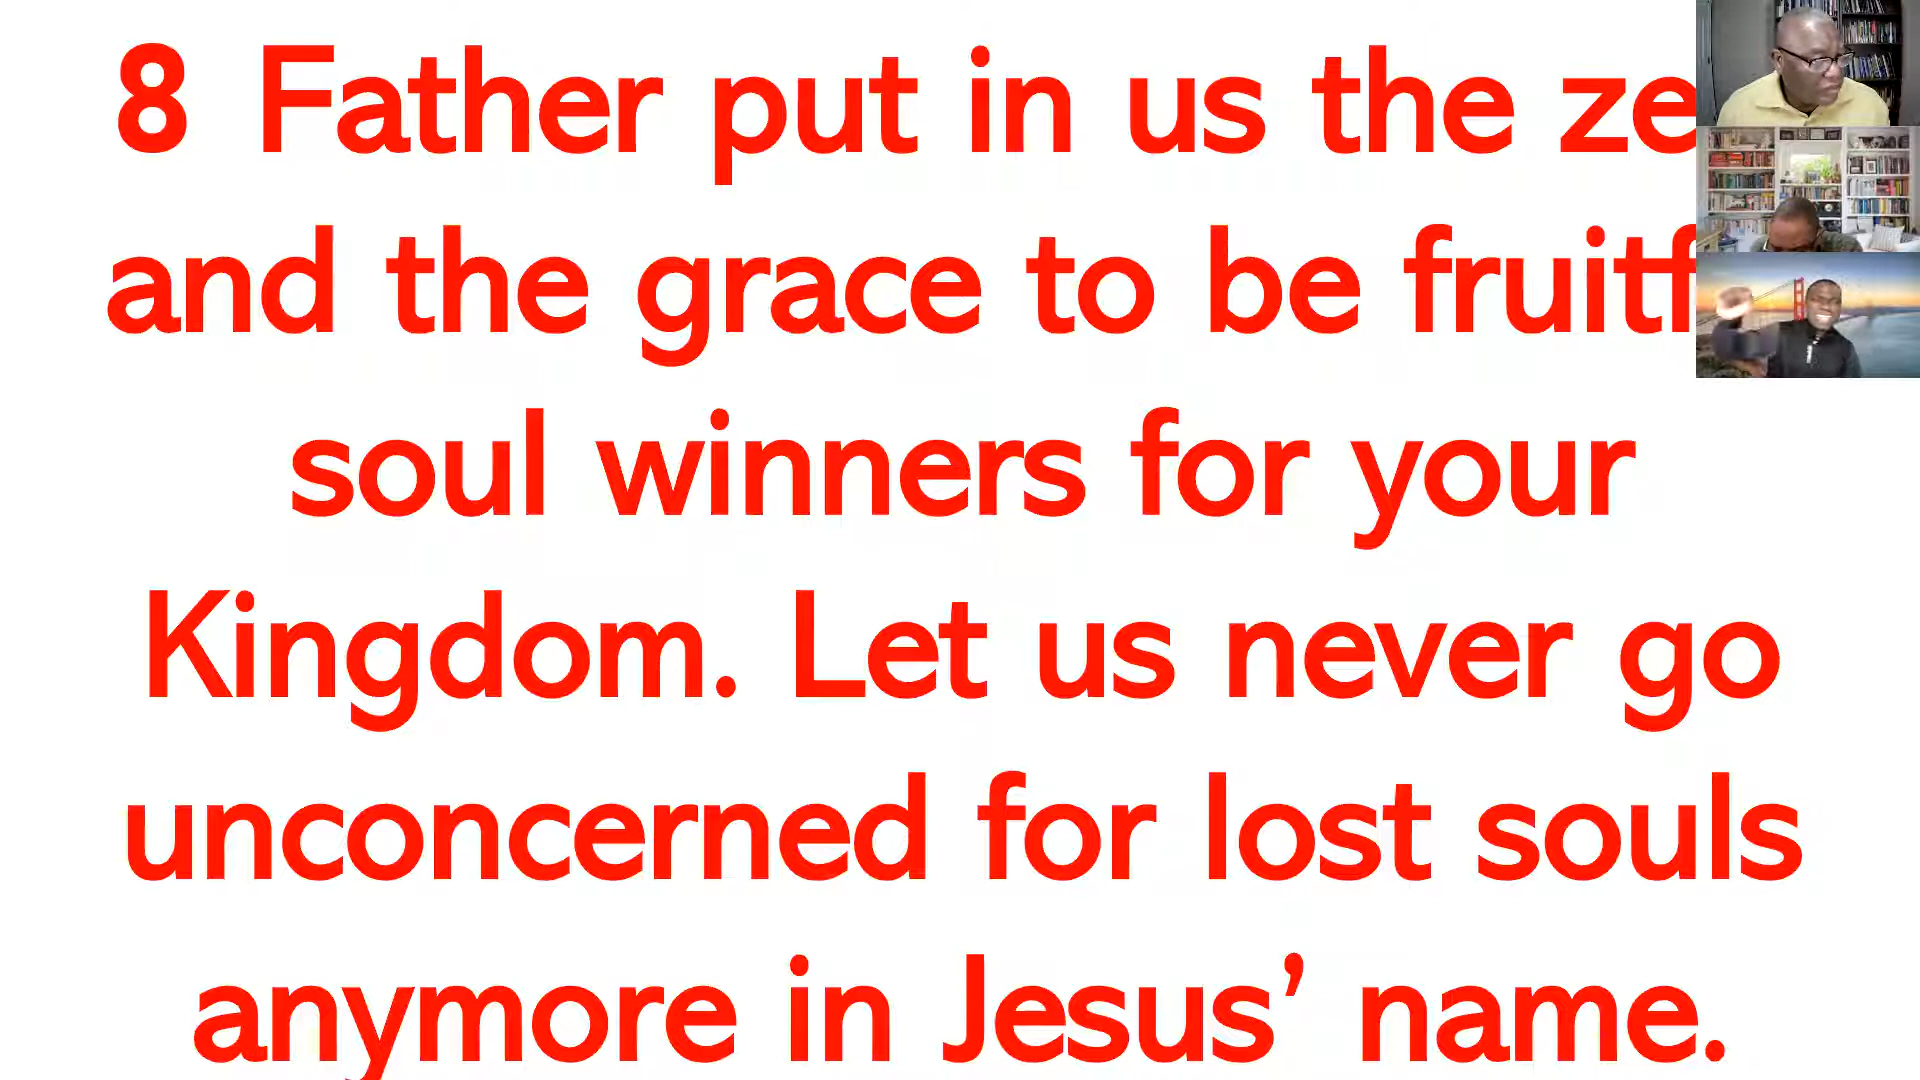 8 Father put in us the ze
and the grace to be fruitf
soul winners for your
Kingdom. Let us never go
unconcerned for lost souls
anymore in Jesus’ name.